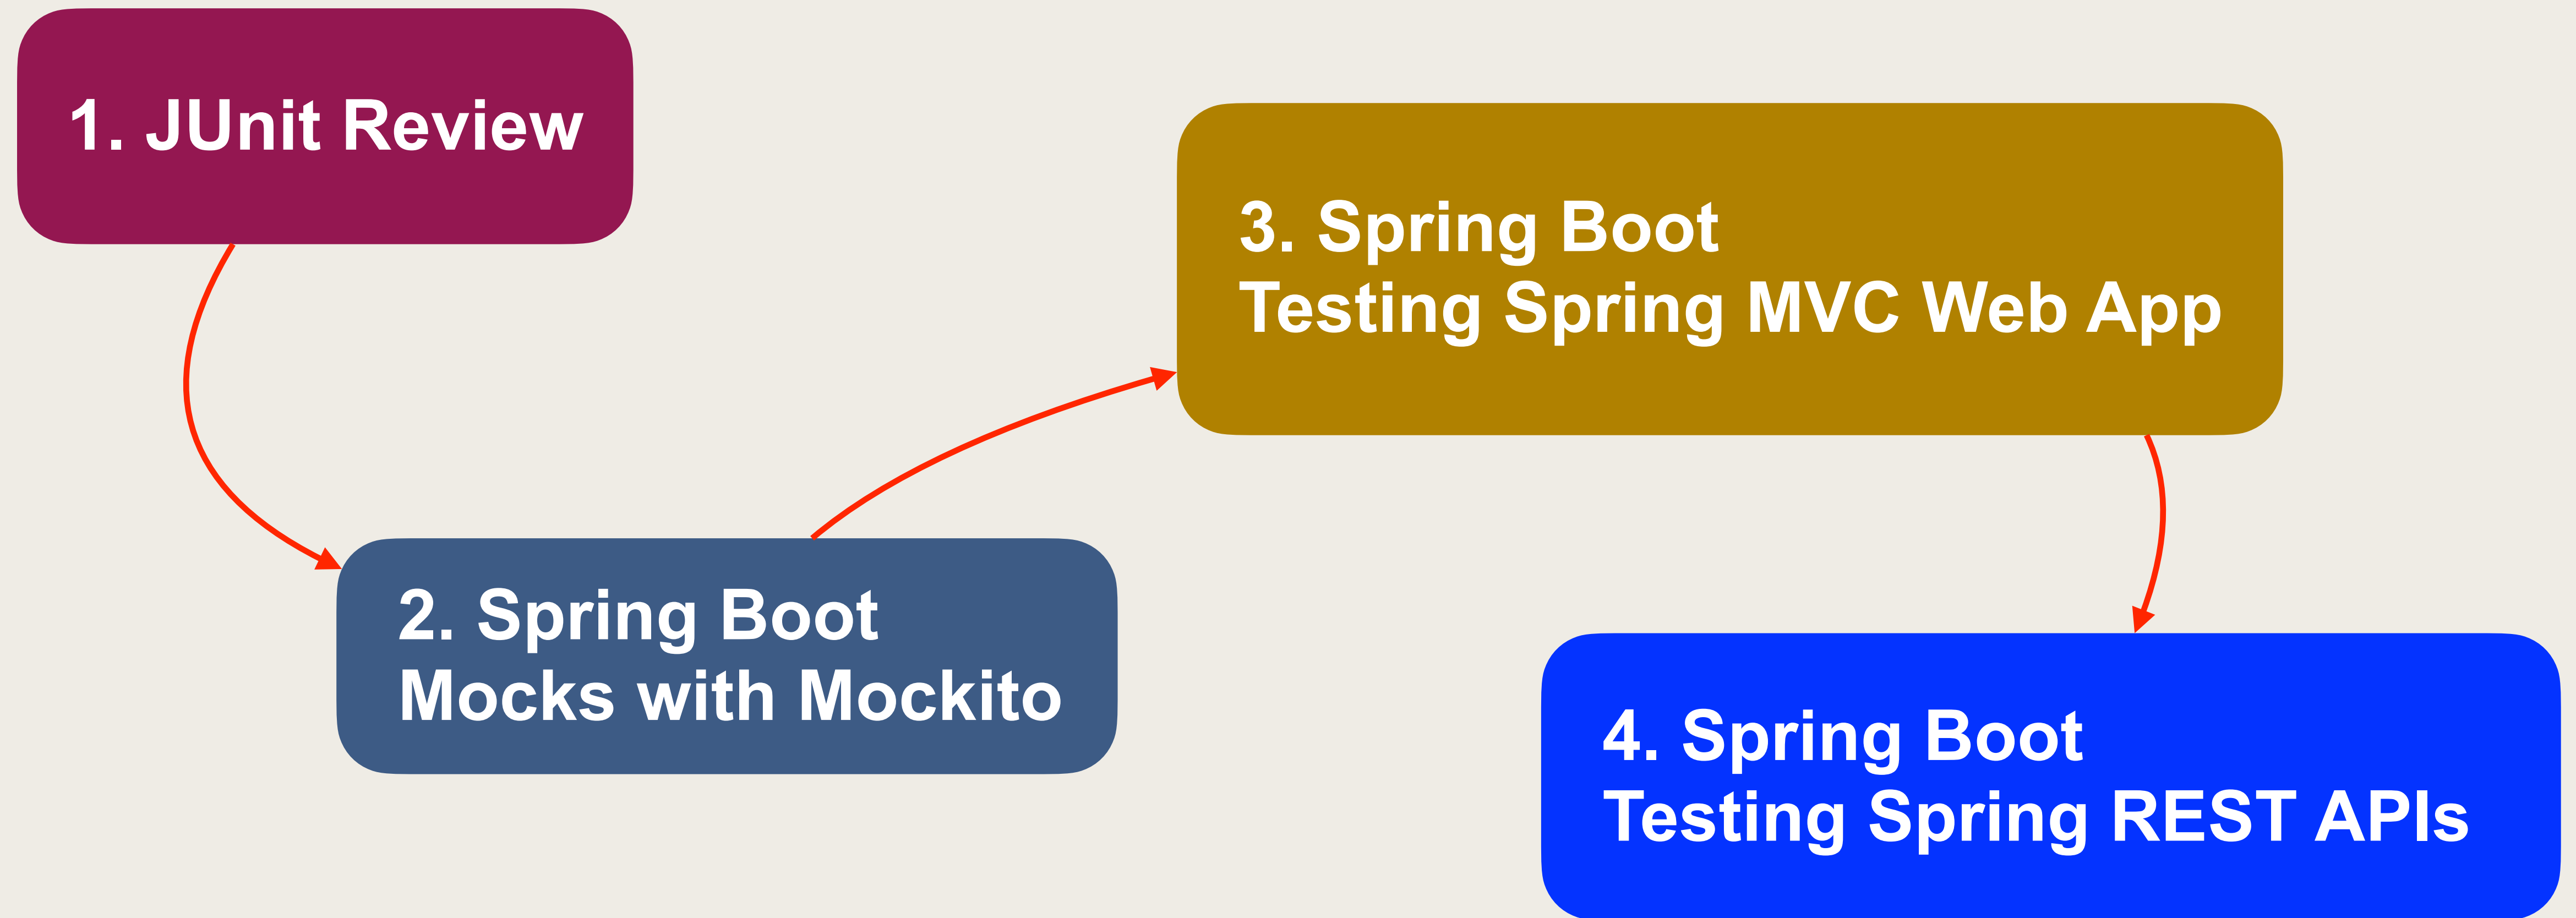 1. JUnit Review
2. Spring Boot
Mocks with Mockito
3. Spring Boot
Testing Spring MVC Web App
4. Spring Boot
Testing Spring REST APIs